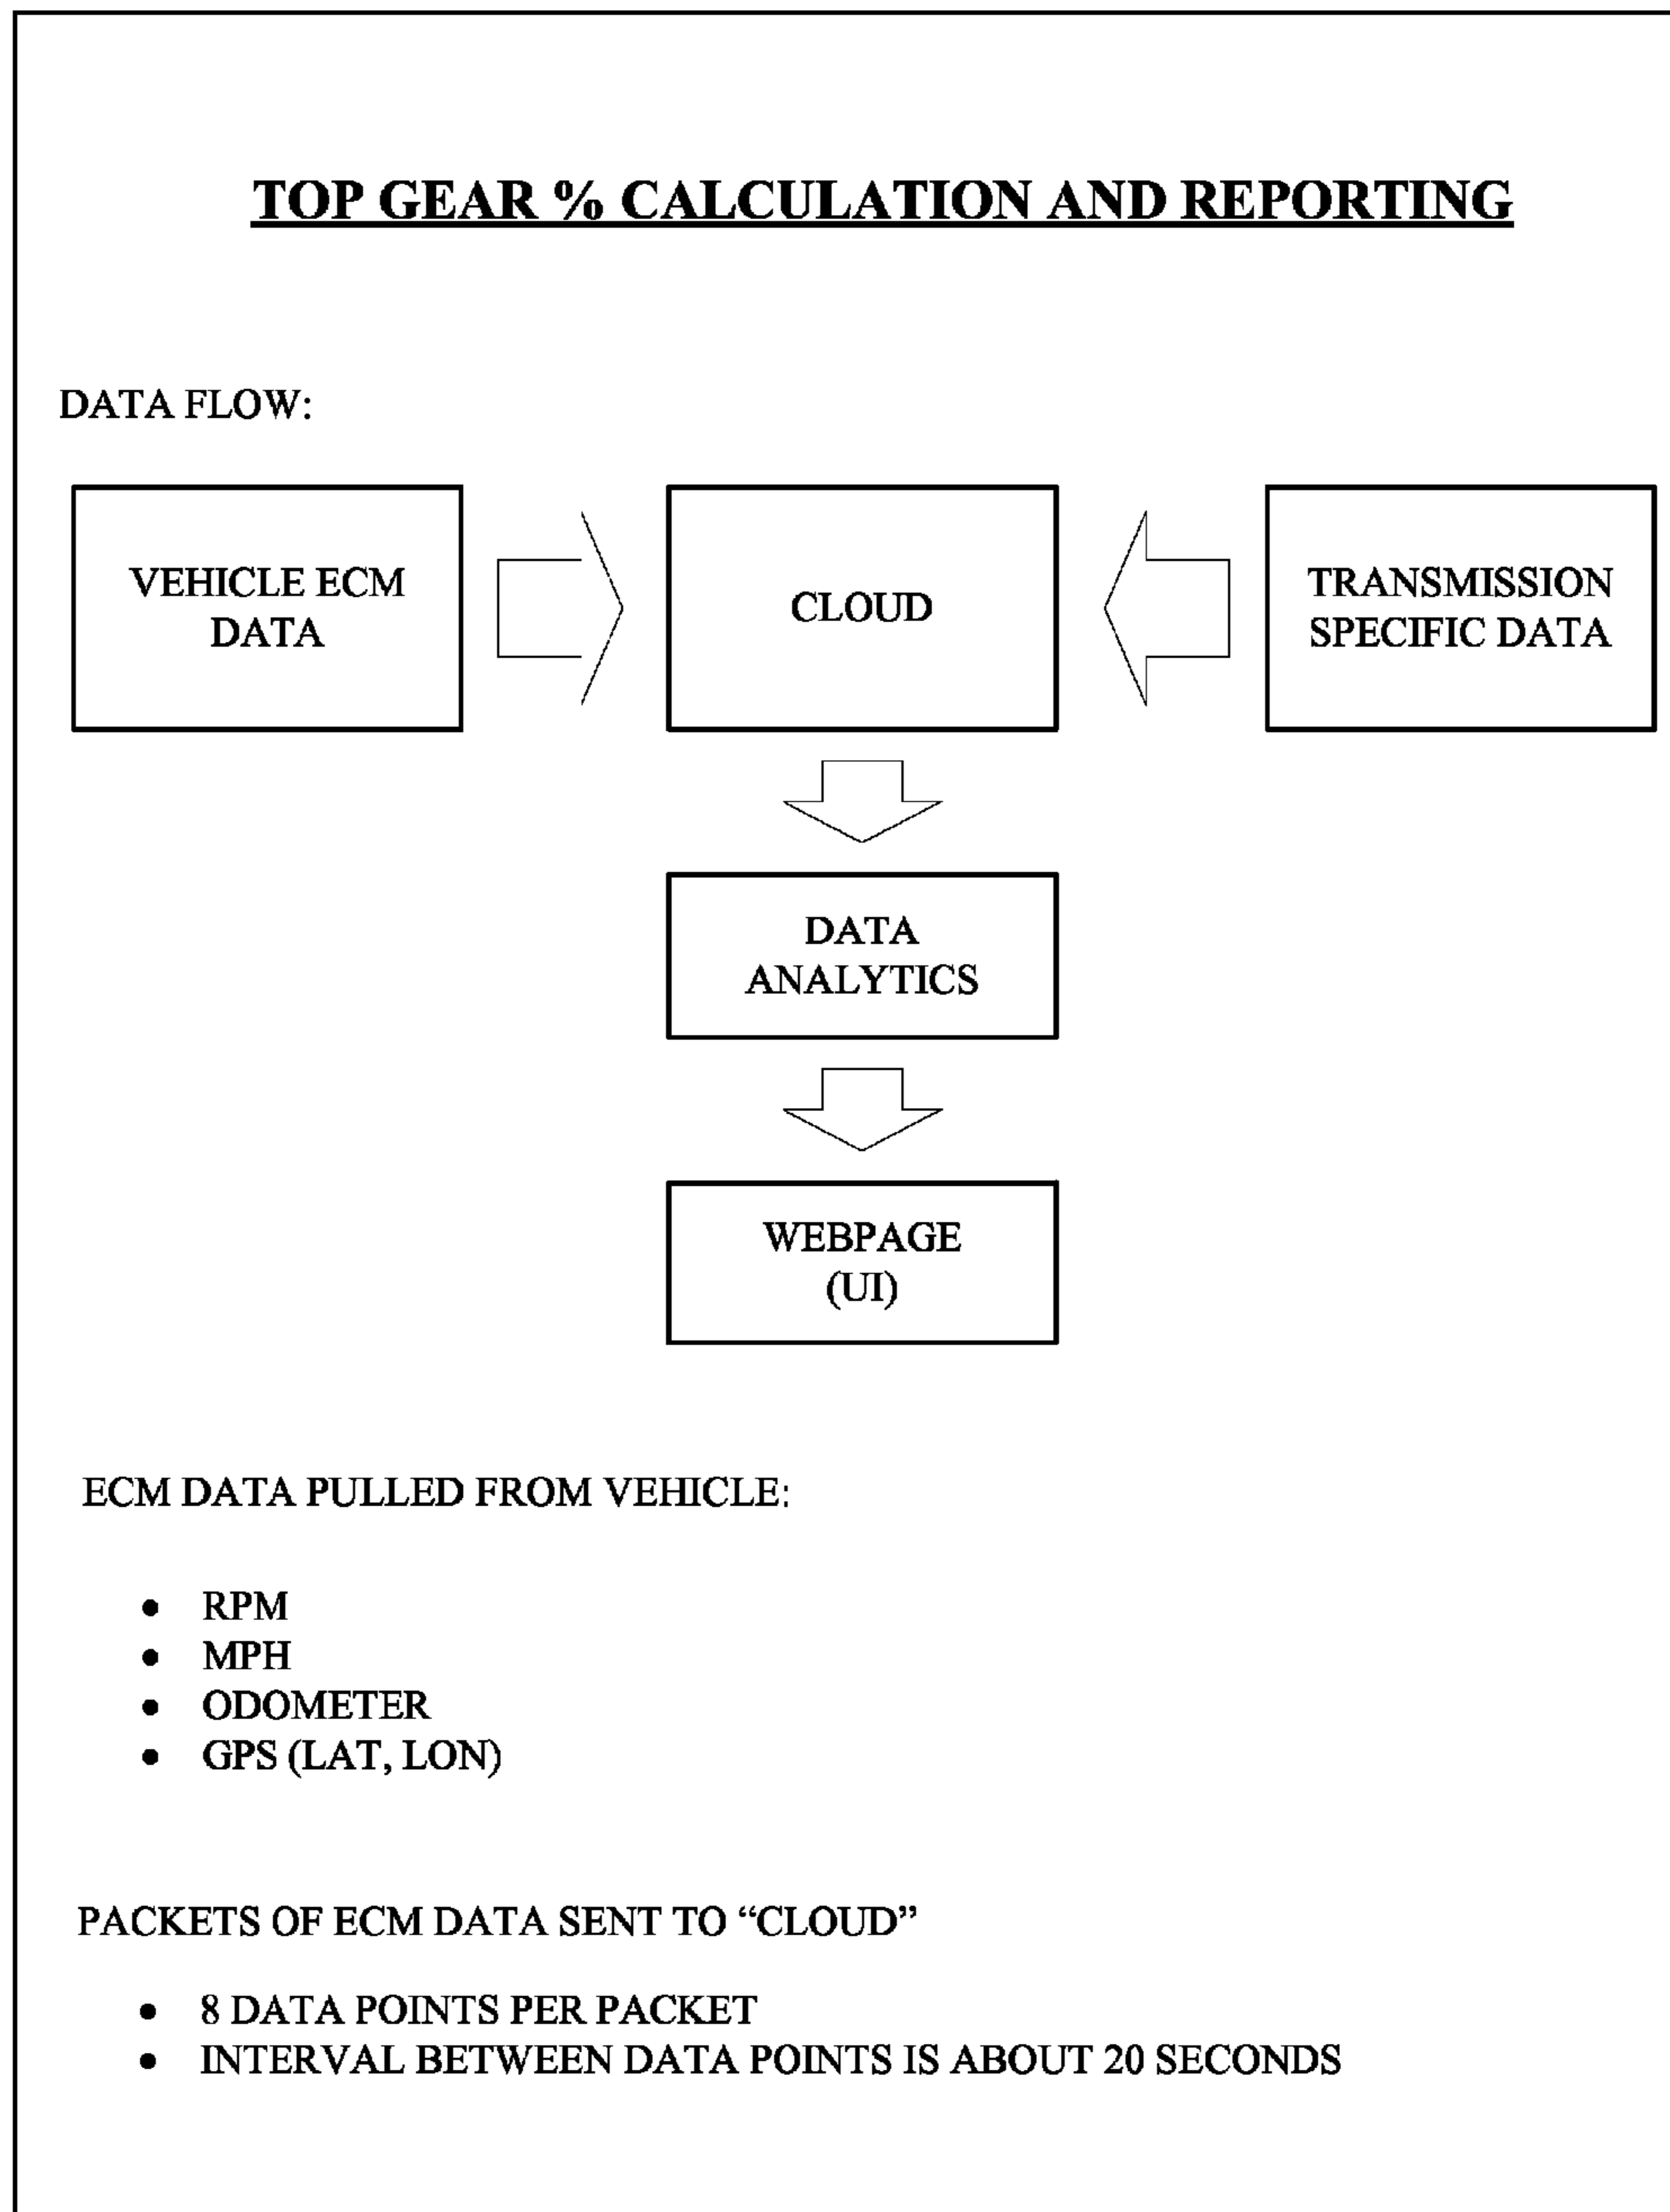 TOP GEAR % CALCULATION AND REPORTING
DATA FLOW:
VEHICLE ECM
DATA
CLOUD
TRANSMISSION
SPECIFIC DATA
DATA
ANALYTICS
WEBPAGE
(UI)
ECM DATA PULLED FROM VEHICLE:
• RPM
• MPH
• ODOMETER
• GPS (LAT, LON)
PACKETS OF ECM DATA SENT TO “CLOUD”
• 8 DATA POINTS PER PACKET
• INTERVAL BETWEEN DATA POINTS IS ABOUT 20 SECONDS